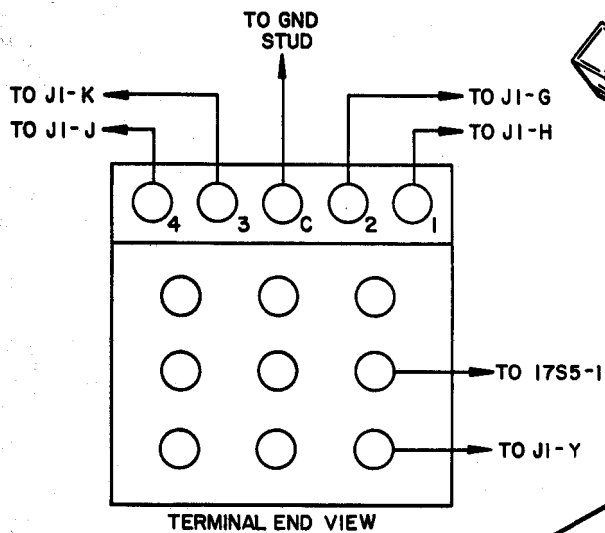 TO GND
STUD
TO J1-K
TO J1-G
TO J1-J
TO J1-H
4 3 C 2 1
TO 17S5-1
TO J1-Y
TERMINAL END VIEW